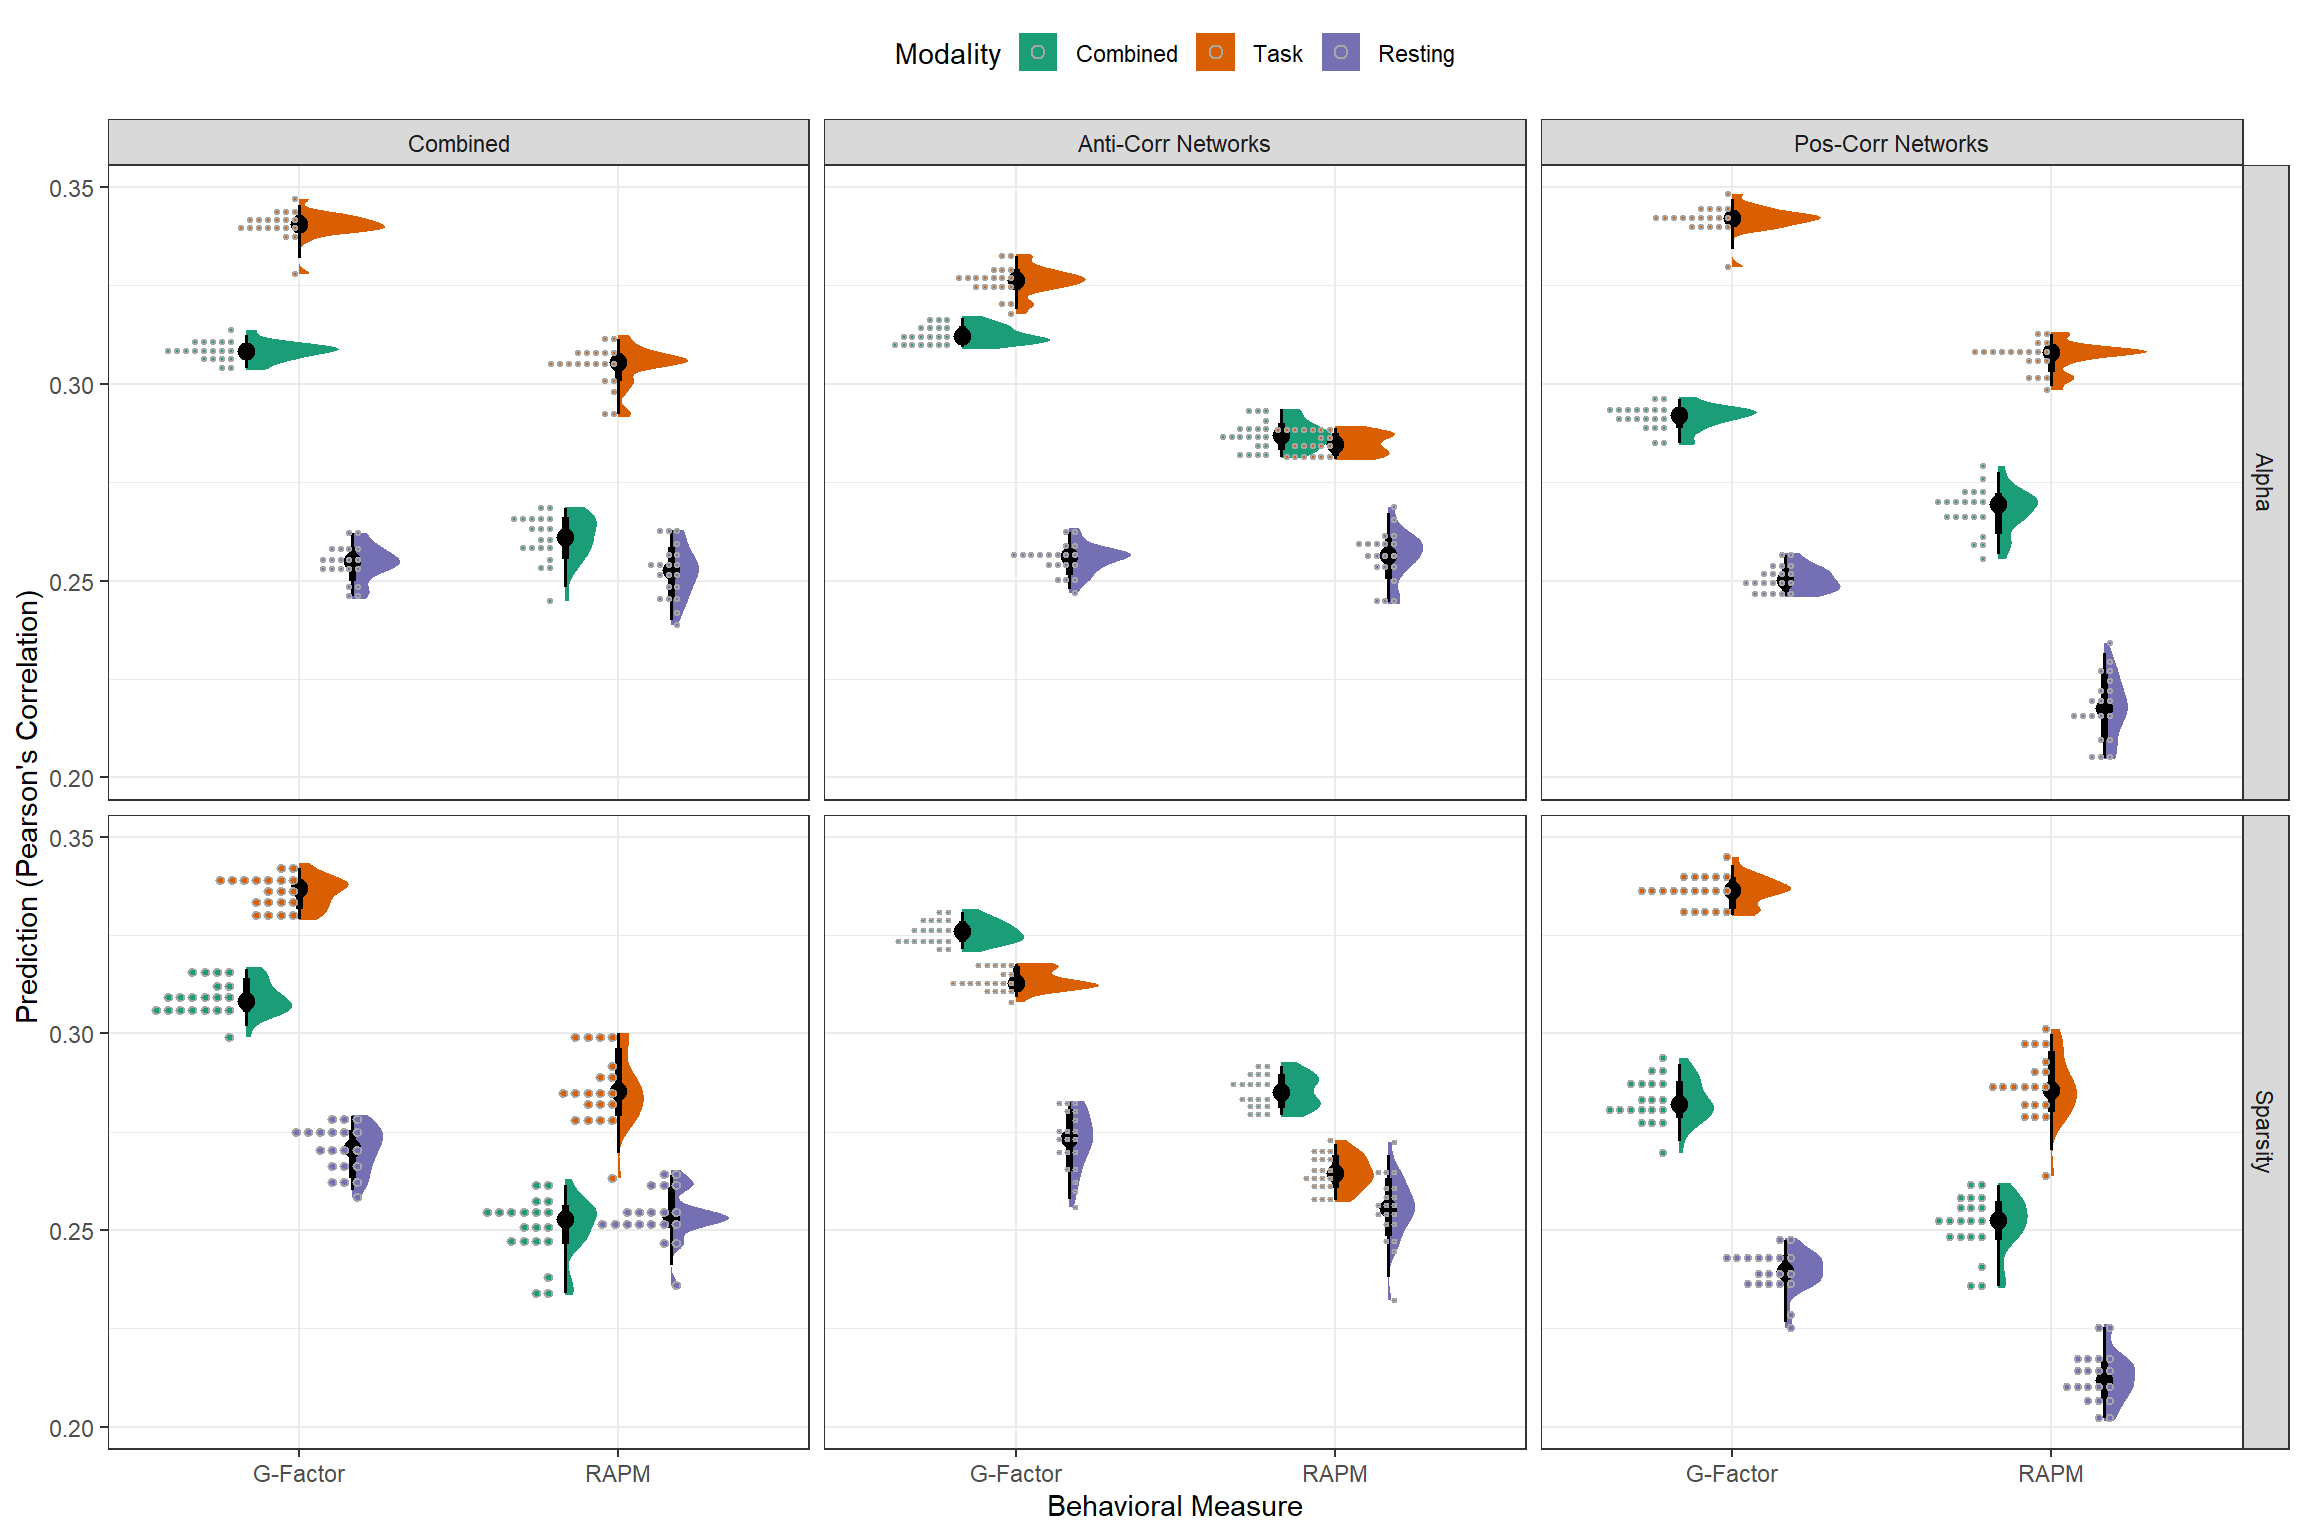 Modality Combined Task Resting
Combined Anti-Corr Networks Pos-Corr Networks
Prediction (Pearson's Correlation)
0.35
0.30
0.25
0.20
Alpha
0.35
0.30
0.25
0.20
Sparsity
G-Factor RAPM G-Factor RAPM G-Factor RAPM
Behavioral Measure